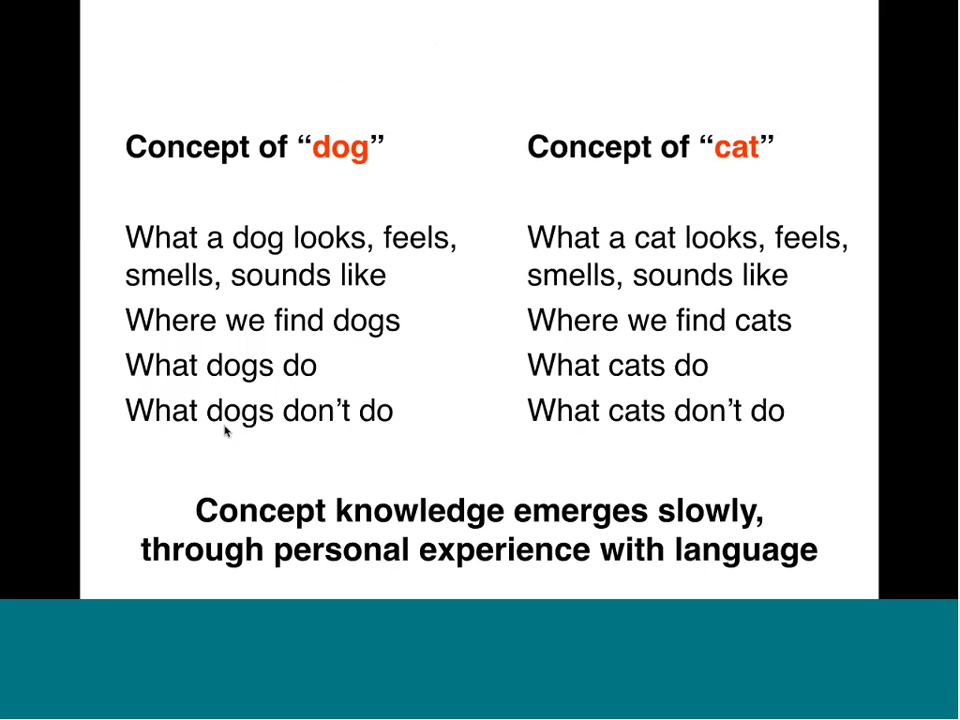 Concept of “dog”
What a dog looks, feels,
smells, sounds like
Where we find dogs
What dogs do
What dogs don’t do
Concept of “cat”
What a cat looks, feels,
smells, sounds like
Where we find cats
What cats do
What cats don’t do
Concept knowledge emerges slowly,
through personal experience with language